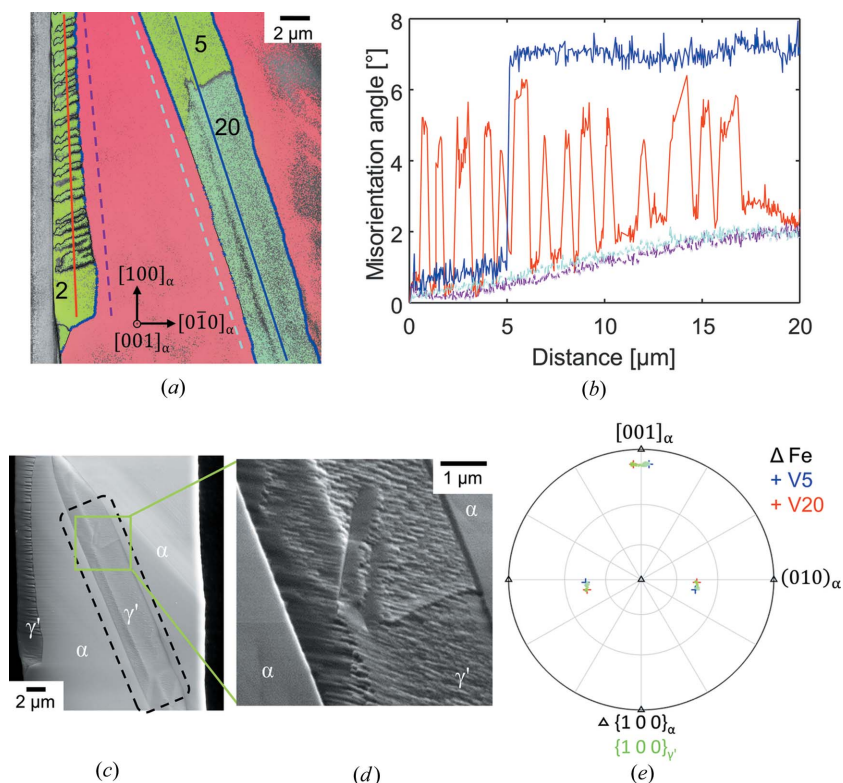 5
2 μm
20
2
[100]α
[001]α
[01̄0]α
(a)
Misorientation angle [°]
8
6
4
2
0
0
5
10
15
20
Distance [μm]
(b)
γ'
α
γ'
α
2 μm
(c)
1 μm
α
α
γ'
(d)
[001]α
Δ Fe
+ V5
+ V20
(010)α
Δ {1 0 0}α
{1 0 0}γ'
(e)